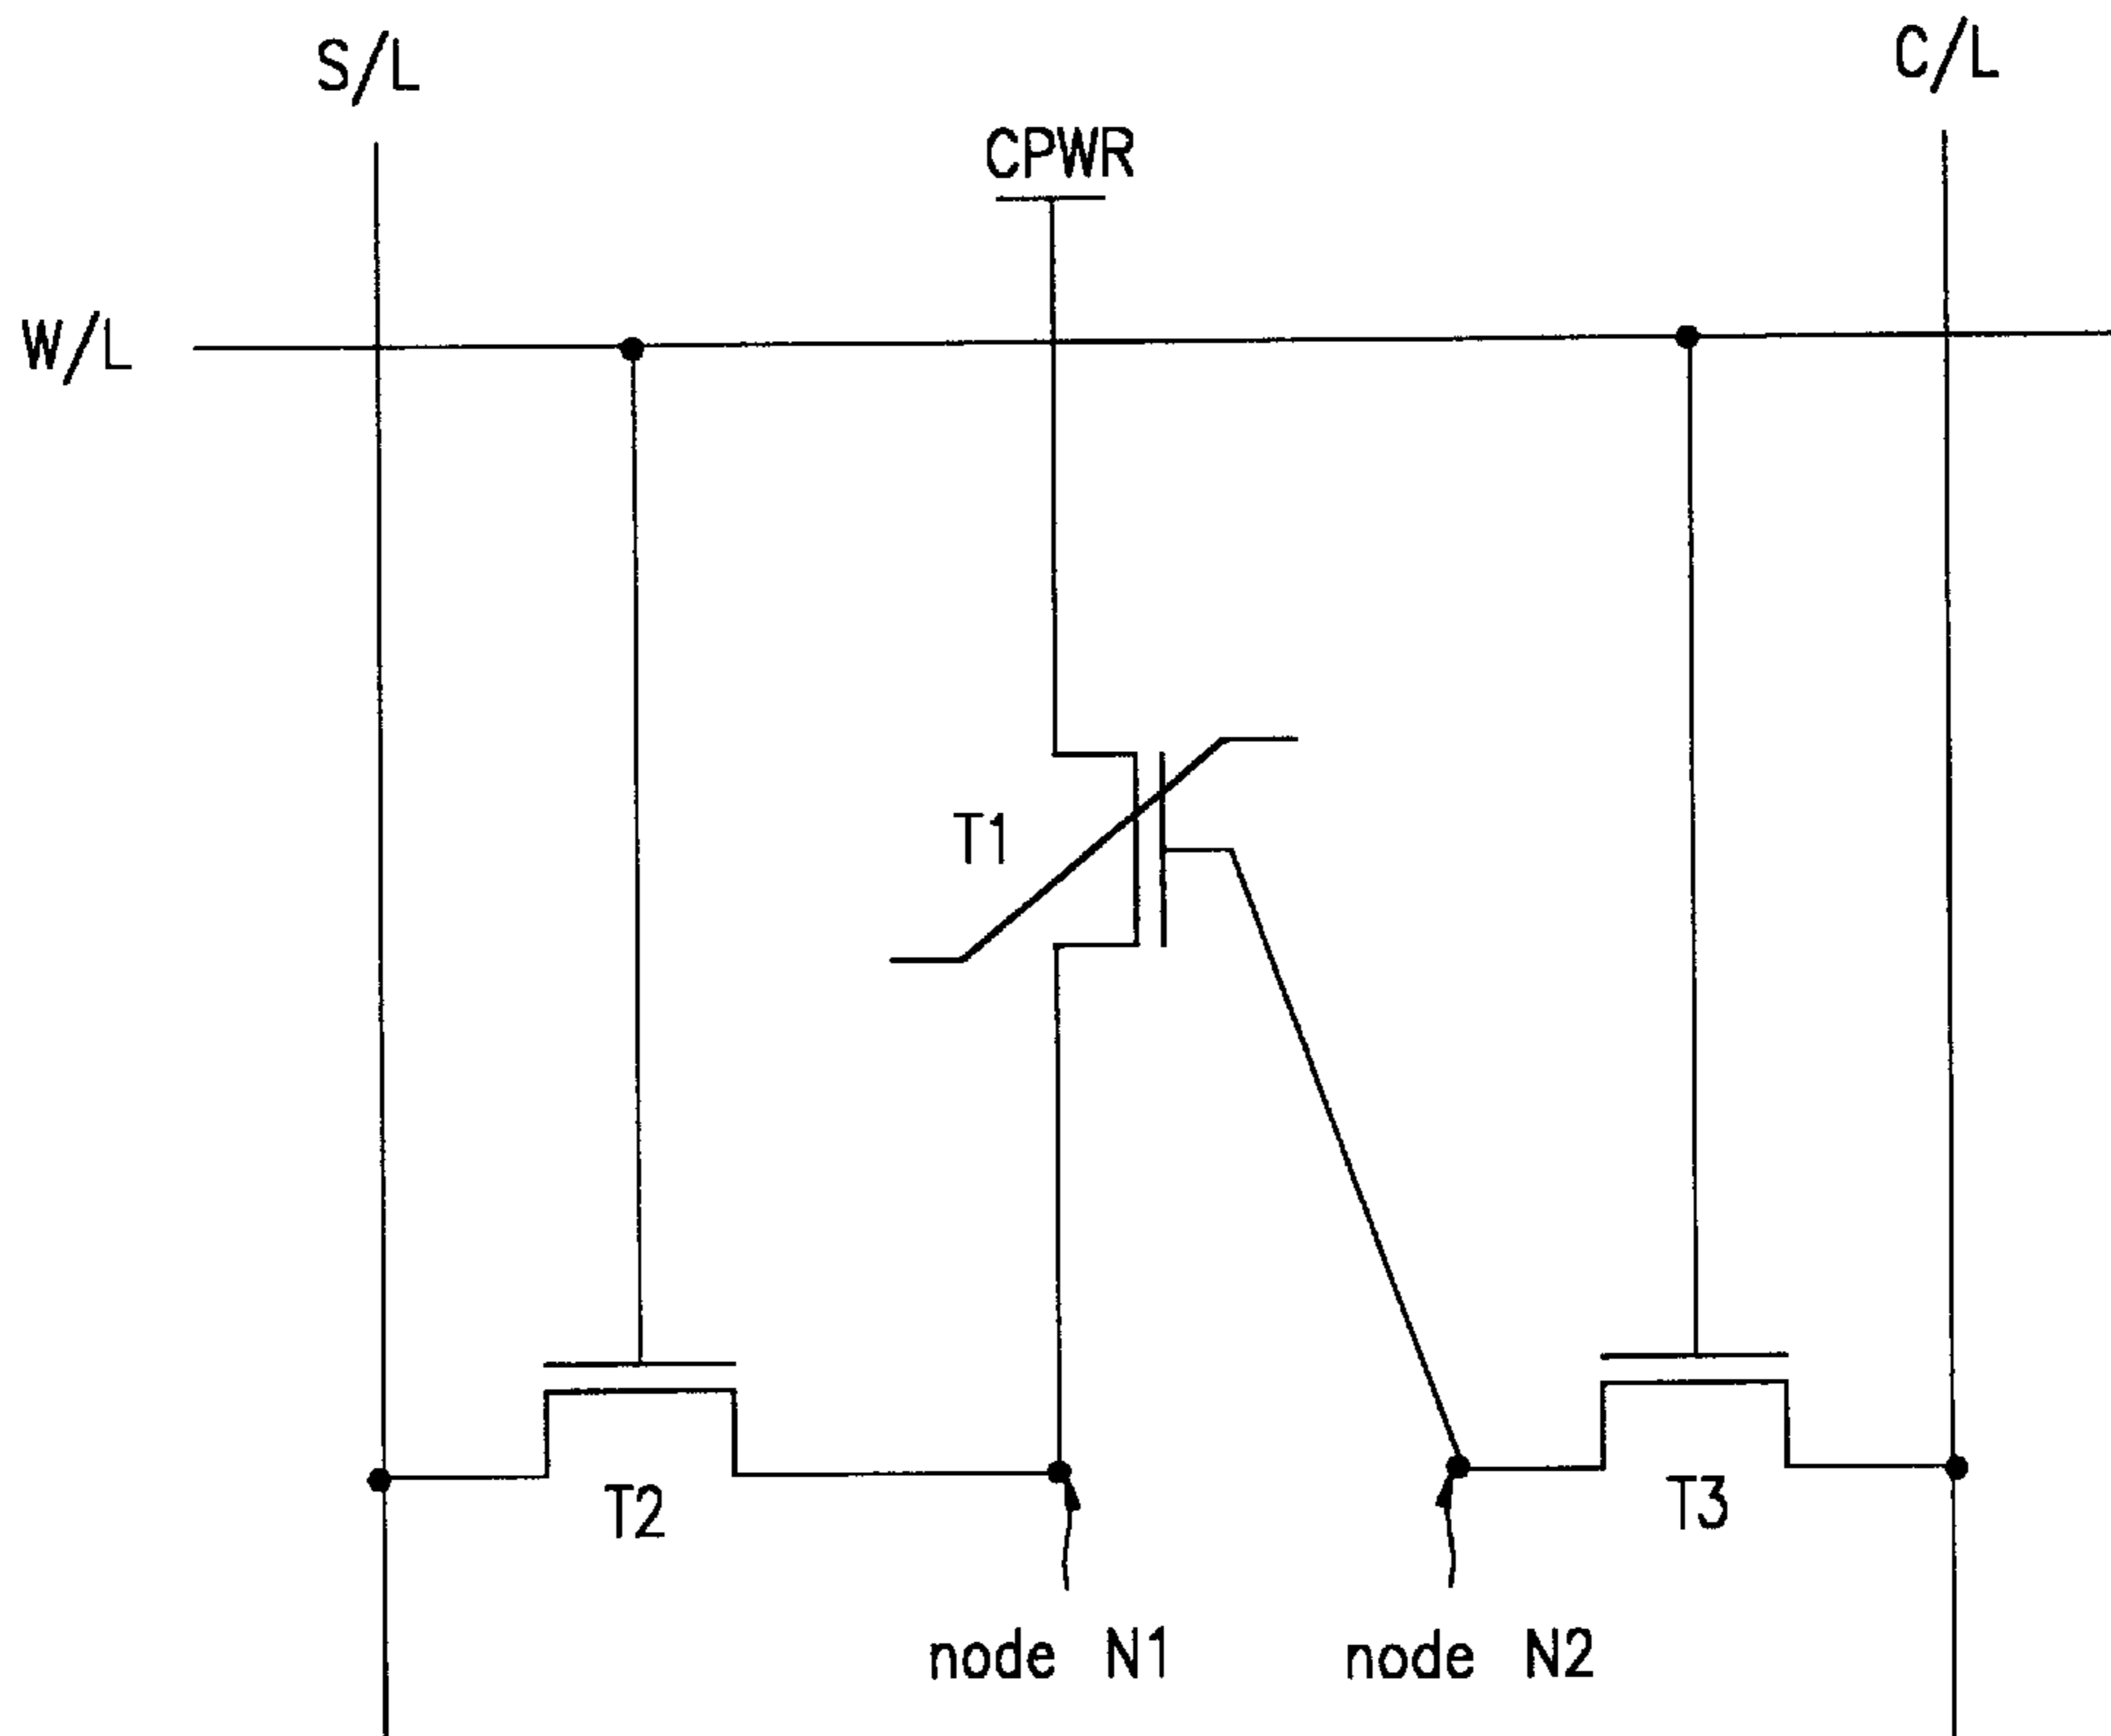 S/L
C/L
CPWR
W/L
T1
T2
T3
node N1
node N2